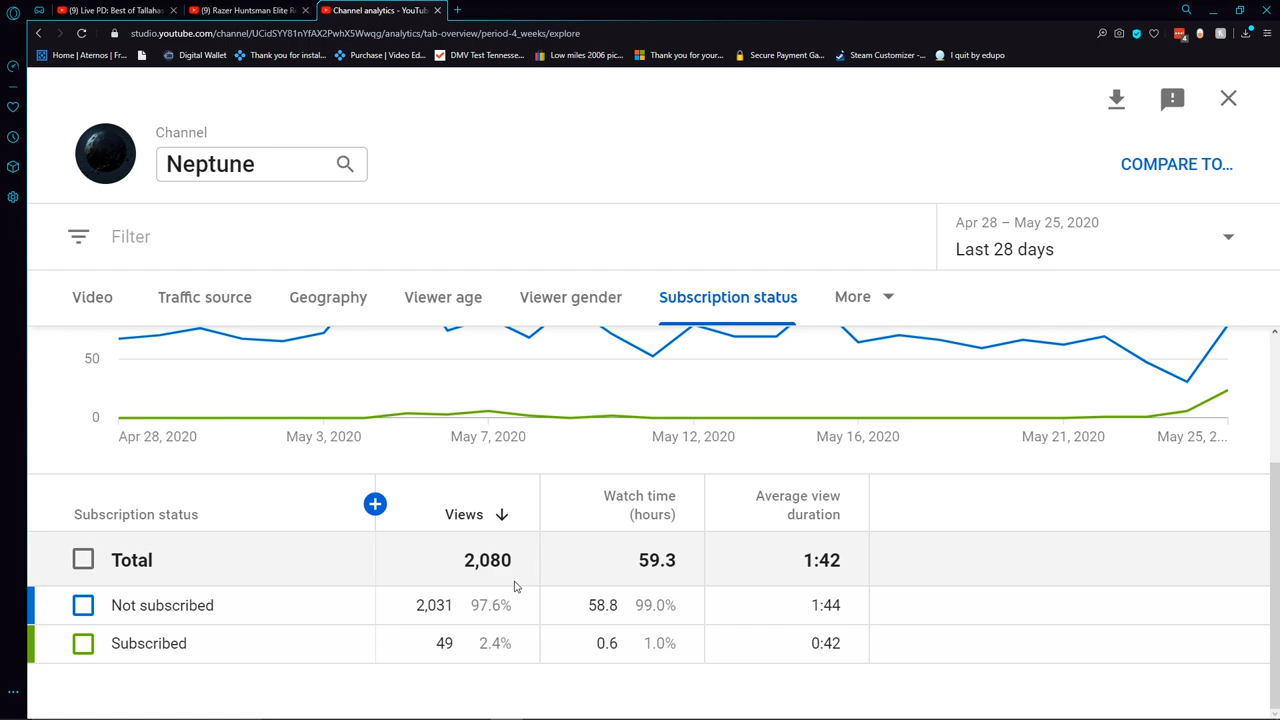 (9) Live PD: Best of Tallahas
(9) Razer Huntsman Elite Re
Channel analytics - YouTub
studio.youtube.com/channel/UCidSYY81nYfAX2PwhX5Wwqg/analytics/tab-overview/period-4_weeks/explore
Home | Aternos | Fr...
Digital Wallet
Thank you for instal...
Purchase | Video Ed...
DMV Test Tennesse...
Low miles 2006 pic...
Thank you for your...
Secure Payment Ga...
Steam Customizer -...
I quit by edupo
Channel
Neptune
COMPARE TO...
Filter
Apr 28 – May 25, 2020
Last 28 days
Video
Traffic source
Geography
Viewer age
Viewer gender
Subscription status
More
50
0
Apr 28, 2020
May 3, 2020
May 7, 2020
May 12, 2020
May 16, 2020
May 21, 2020
May 25, 2...
Subscription status
Views
Watch time
(hours)
Average view
duration
Total 2,080 59.3 1:42
Not subscribed 2,031 97.6% 58.8 99.0% 1:44
Subscribed 49 2.4% 0.6 1.0% 0:42